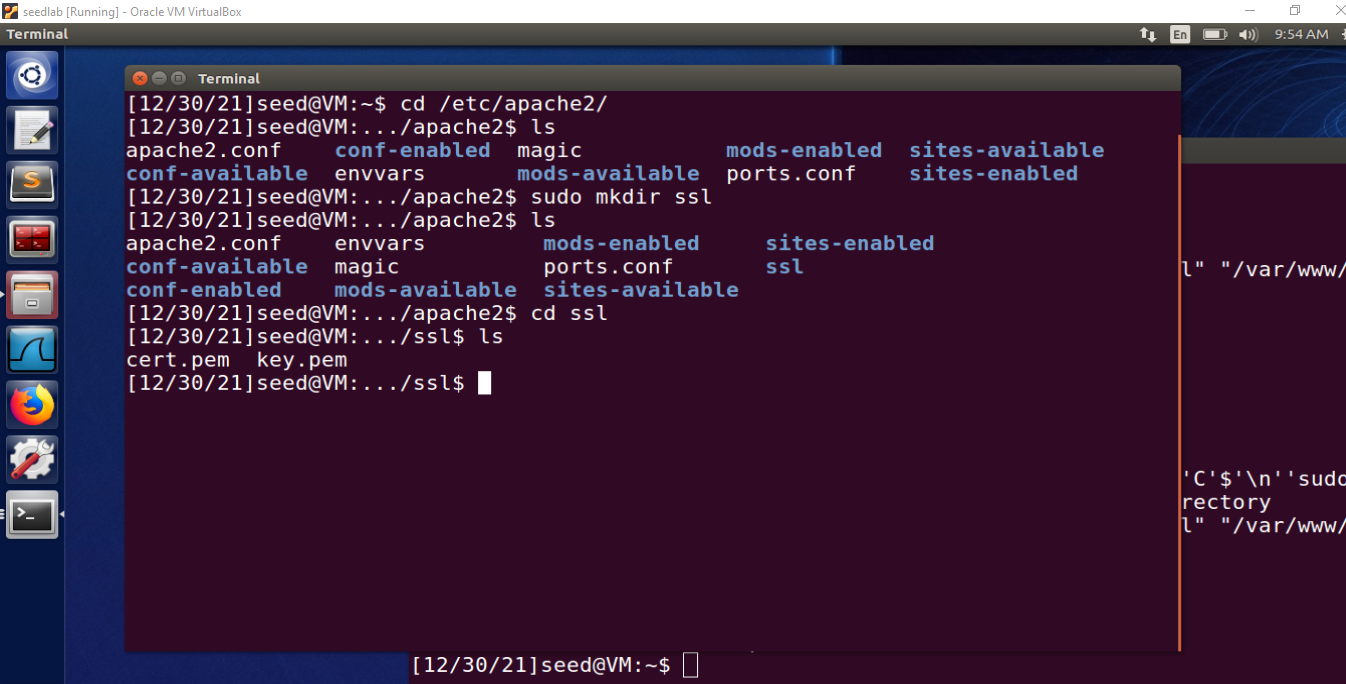 seedlab [Running] - Oracle VM VirtualBox
Terminal
En
9:54 AM
Terminal
[12/30/21]seed@VM:~$ cd /etc/apache2/
[12/30/21]seed@VM:.../apache2$ ls
apache2.conf    conf-enabled  magic           mods-enabled  sites-available
conf-available  envvars       mods-available  ports.conf    sites-enabled
[12/30/21]seed@VM:.../apache2$ sudo mkdir ssl
[12/30/21]seed@VM:.../apache2$ ls
apache2.conf    envvars         mods-enabled     sites-enabled
conf-available  magic           ports.conf       ssl
conf-enabled    mods-available  sites-available
[12/30/21]seed@VM:.../apache2$ cd ssl
[12/30/21]seed@VM:.../ssl$ ls
cert.pem  key.pem
[12/30/21]seed@VM:.../ssl$
l" "/var/www/
'C'$'\n''sudo
rectory
l" "/var/www/
[12/30/21]seed@VM:~$